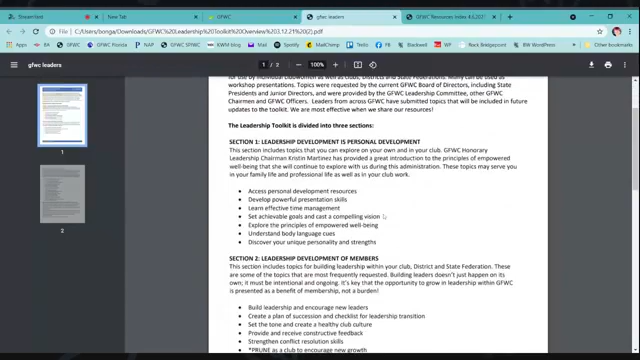 Streamtext
New Tab
GFWC
gfwc leaders
GFWC Resources Index 4.6.2021
File | C:/Users/bonga/Downloads/GFWC%20Leadership%20Toolkit%20Overview%203.12.21%20(2).pdf
Apps
GFWC
GFWC Florida
GFWC
KWM blog
Images
Spotify
MailChimp
FB
Blackwell
Rock Bridgepoint
RW WordPress
Other bookmarks
gfwc leaders
1 / 2
100%
1
2
for use by individual clubwomen as well as clubs, Districts and State Federations. Many can be used as
workshop presentations. Topics were requested by the current GFWC Board of Directors, including State
Presidents and Junior Directors, and were provided by the GFWC Leadership Committee, other GFWC
Chairmen and GFWC Officers. Leaders from across GFWC have submitted topics that will be included in future
updates to the toolkit. We are most effective when we share our resources!
The Leadership Toolkit is divided into three sections:
SECTION 1: LEADERSHIP DEVELOPMENT IS PERSONAL DEVELOPMENT
This section includes topics that you can explore on your own and in your club. GFWC Honorary
Leadership Chairman Kristin Martinez has provided a great introduction to the principles of empowered
well-being that she will continue to explore with us during this administration. These topics may serve you
in your family life and professional life as well as in your club work.
• Access personal development resources
• Develop powerful presentation skills
• Learn effective time management
• Set achievable goals and cast a compelling vision
• Explore the principles of empowered well-being
• Understand body language cues
• Discover your unique personality and strengths
SECTION 2: LEADERSHIP DEVELOPMENT OF MEMBERS
This section includes topics for building leadership within your club, District and State Federation. These
are some of the topics that are most frequently requested. Building leaders doesn't just happen on its
own; it must be intentional and ongoing. It's key that the opportunity to grow in leadership within GFWC
is presented as a benefit of membership, not a burden!
• Build leadership and encourage new leaders
• Create a plan of succession and checklist for leadership transition
• Set the tone and create a healthy club culture
• Provide and receive constructive feedback
• Strengthen conflict resolution skills
• *PRUNE as a club to encourage new growth